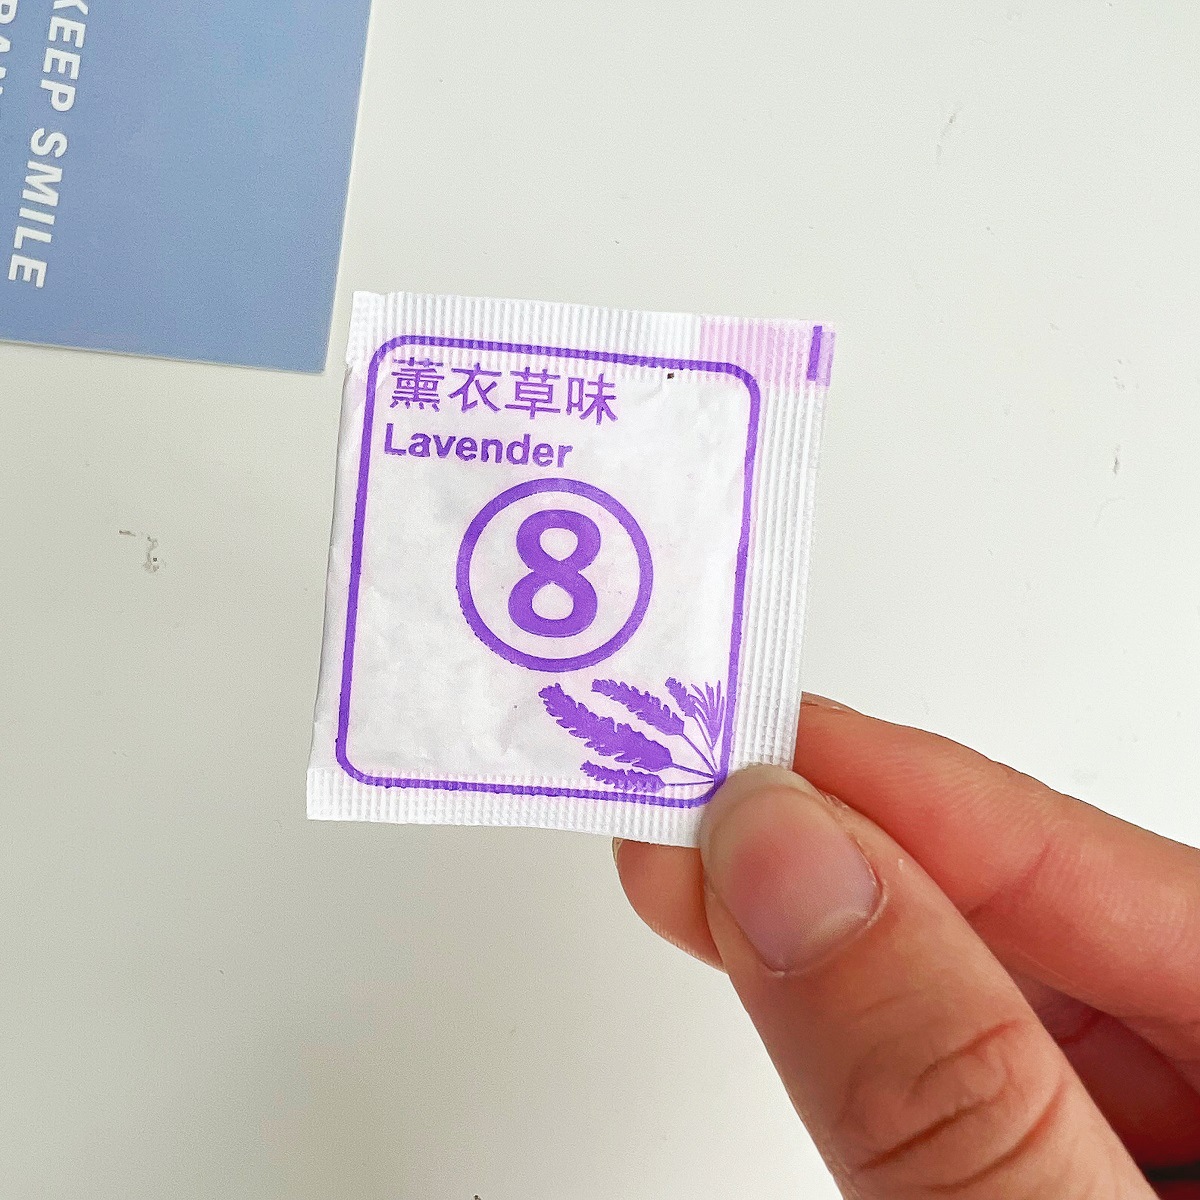 KEEP SMILE
薰衣草味
Lavender
8